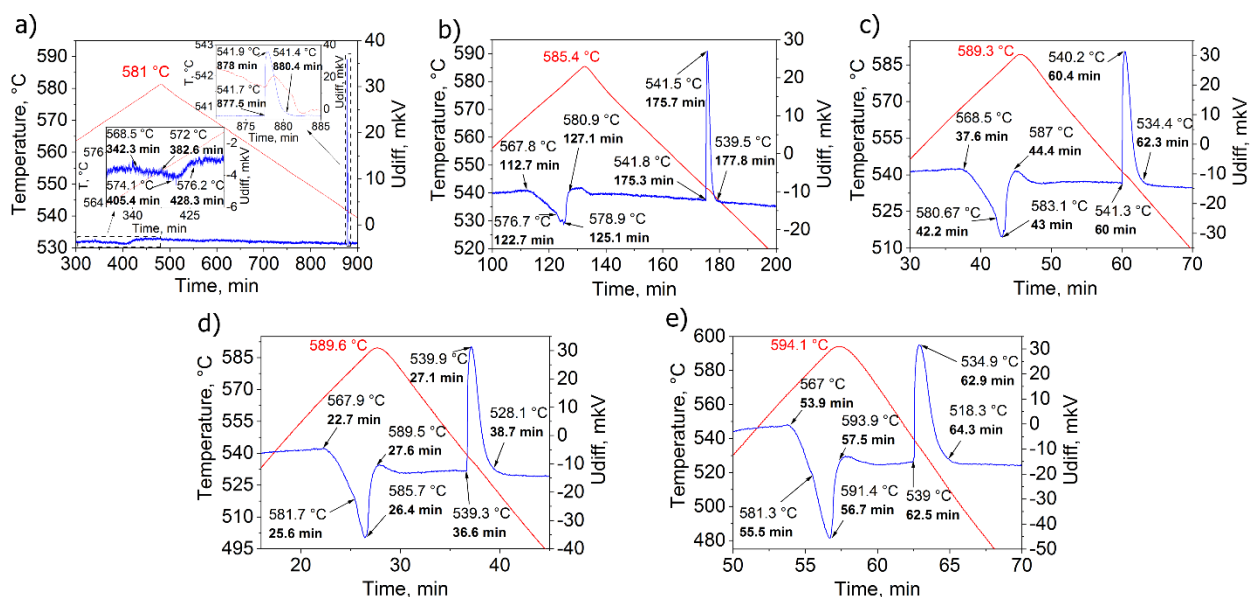 a)
Temperature, °C
590
580
570
560
550
540
530
300 400 500 600 700 800 900
Time, min
40
30
20
10
0
Udiff, mkV
581 °C
543
542
541
T, °C
541.9 °C
878 min
541.4 °C
880.4 min
541.7 °C
877.5 min
40
20
0
Udiff, mkV
875 880 885
Time, min
576
564
T, °C
568.5 °C
342.3 min
572 °C
382.6 min
574.1 °C
405.4 min
576.2 °C
428.3 min
-2
-4
-6
Udiff, mkV
340 425
Time, min
b)
Temperature, °C
590
580
570
560
550
540
530
520
100 120 140 160 180 200
Time, min
30
20
10
0
-10
-20
Udiff, mkV
585.4 °C
541.5 °C
175.7 min
580.9 °C
127.1 min
567.8 °C
112.7 min
541.8 °C
175.3 min
539.5 °C
177.8 min
576.7 °C
122.7 min
578.9 °C
125.1 min
c)
Temperature, °C
585
570
555
540
525
510
30 40 50 60 70
Time, min
30
20
10
0
-10
-20
-30
Udiff, mkV
589.3 °C
540.2 °C
60.4 min
568.5 °C
37.6 min
587 °C
44.4 min
534.4 °C
62.3 min
580.67 °C
42.2 min
583.1 °C
43 min
541.3 °C
60 min
d)
Temperature, °C
585
570
555
540
525
510
495
20 30 40
Time, min
30
20
10
0
-10
-20
-30
-40
Udiff, mkV
589.6 °C
539.9 °C
27.1 min
567.9 °C
22.7 min
589.5 °C
27.6 min
528.1 °C
38.7 min
581.7 °C
25.6 min
585.7 °C
26.4 min
539.3 °C
36.6 min
e)
Temperature, °C
600
580
560
540
520
500
475
50 55 60 65 70
Time, min
30
20
10
0
-10
-20
-30
-40
-50
Udiff, mkV
594.1 °C
534.9 °C
62.9 min
567 °C
53.9 min
593.9 °C
57.5 min
518.3 °C
64.3 min
581.3 °C
55.5 min
591.4 °C
56.7 min
539 °C
62.5 min